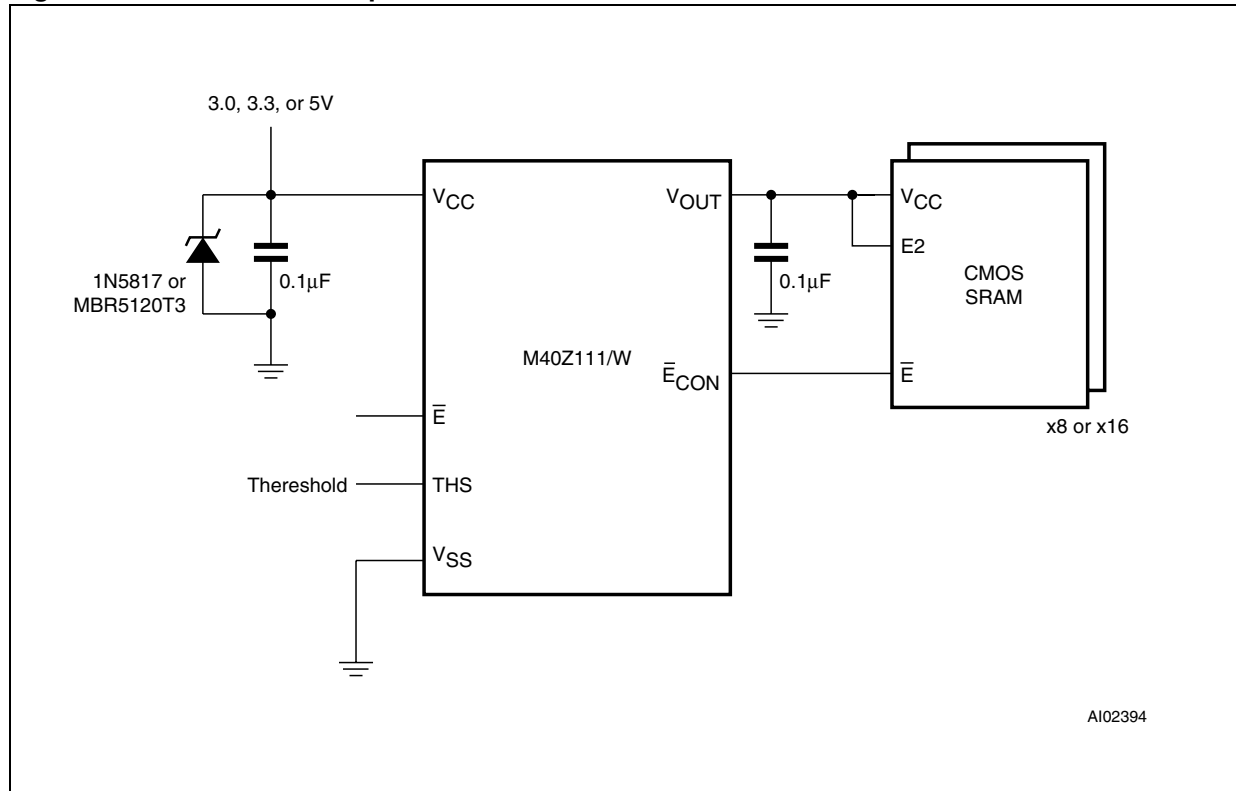 3.0, 3.3, or 5V
VCC
VOUT
VCC
E2
1N5817 or
MBR5120T3
0.1μF
0.1μF
CMOS
SRAM
M40Z111/W
E̅CON
E̅
x8 or x16
E̅
Thereshold
THS
VSS
AI02394